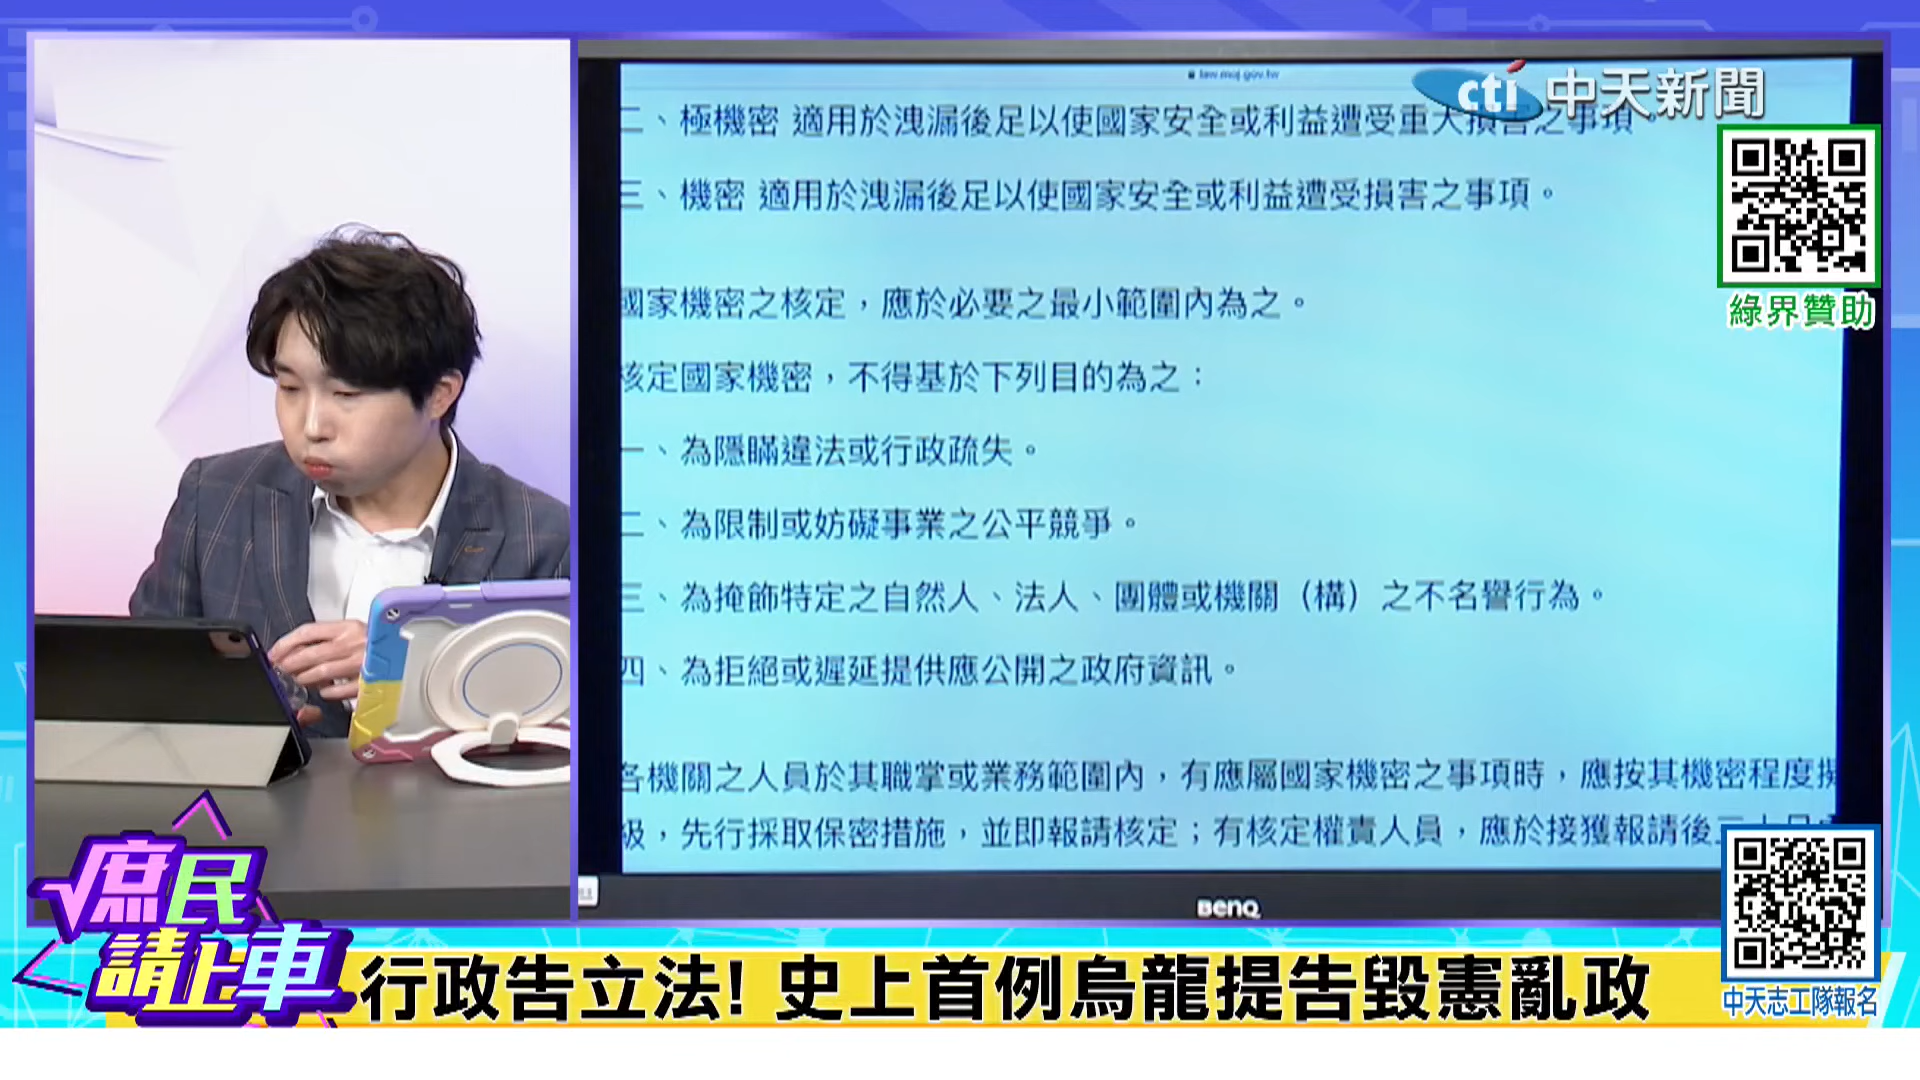 law.moj.gov.tw
cti 中天新聞
二、極機密 適用於洩漏後足以使國家安全或利益遭受重大損害之事項。
三、機密 適用於洩漏後足以使國家安全或利益遭受損害之事項。
綠界贊助
國家機密之核定，應於必要之最小範圍內為之。
核定國家機密，不得基於下列目的為之：
一、為隱瞞違法或行政疏失。
二、為限制或妨礙事業之公平競爭。
三、為掩飾特定之自然人、法人、團體或機關（構）之不名譽行為。
四、為拒絕或遲延提供應公開之政府資訊。
各機關之人員於其職掌或業務範圍內，有應屬國家機密之事項時，應按其機密程度擬
級，先行採取保密措施，並即報請核定；有核定權責人員，應於接獲報請後
BenQ
庶民請上車
行政告立法! 史上首例烏龍提告毀憲亂政
中天志工隊報名